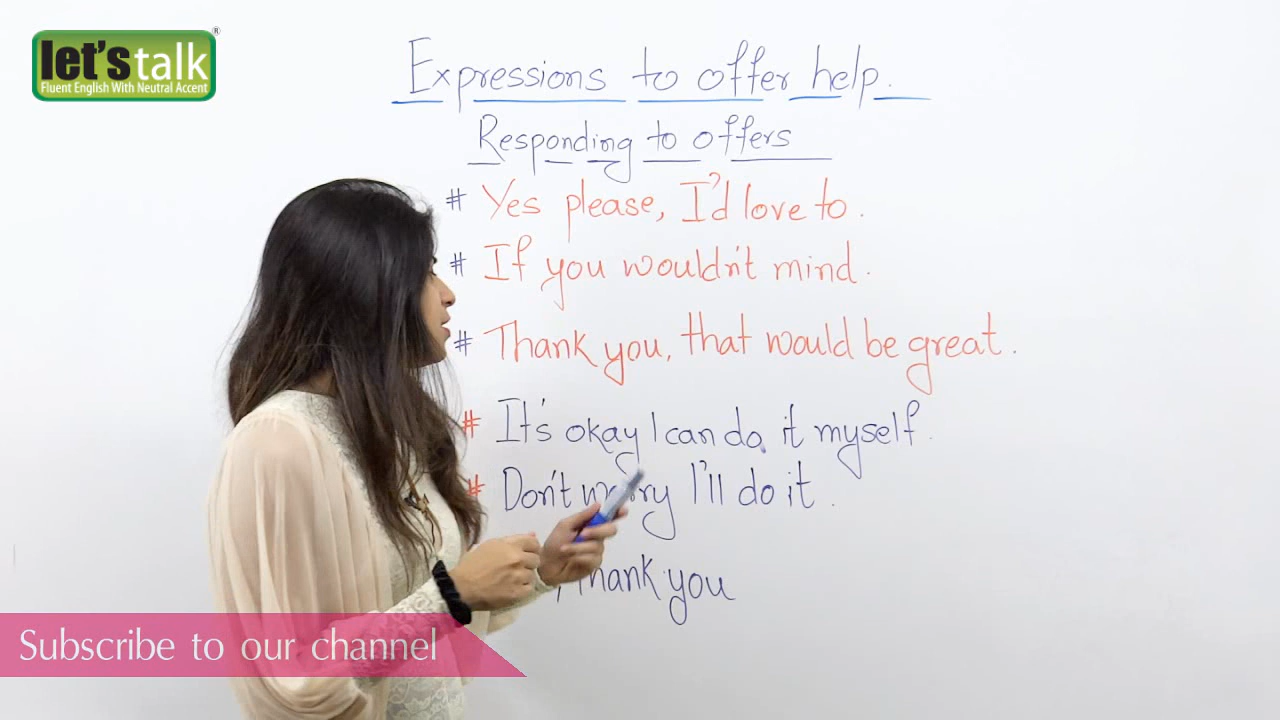 let's talk ®
Fluent English With Neutral Accent
Expressions to offer help.
Responding to offers
# Yes please, I'd love to.
# If you wouldn't mind.
# Thank you, that would be great.
# It's okay I can do it myself.
# Don't worry I'll do it.
, Thank you
Subscribe to our channel